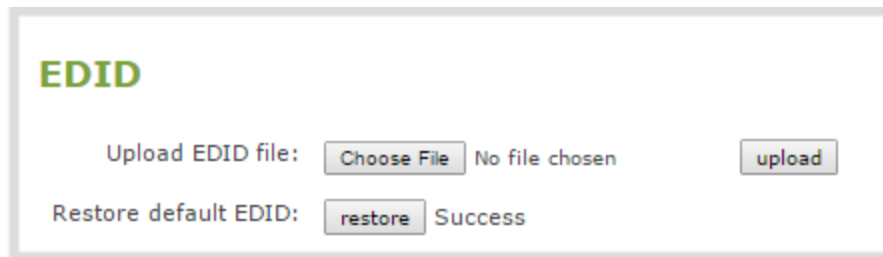 EDID
Upload EDID file: Choose File No file chosen upload
Restore default EDID: restore Success